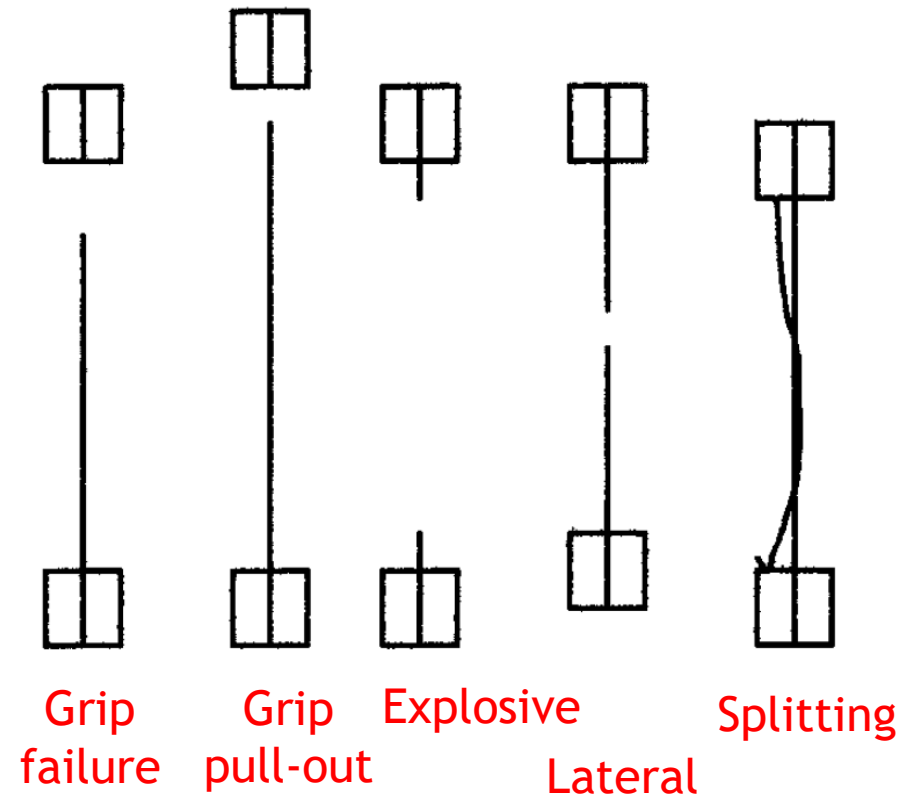 Grip
failure
Grip
pull-out
Explosive
Lateral
Splitting